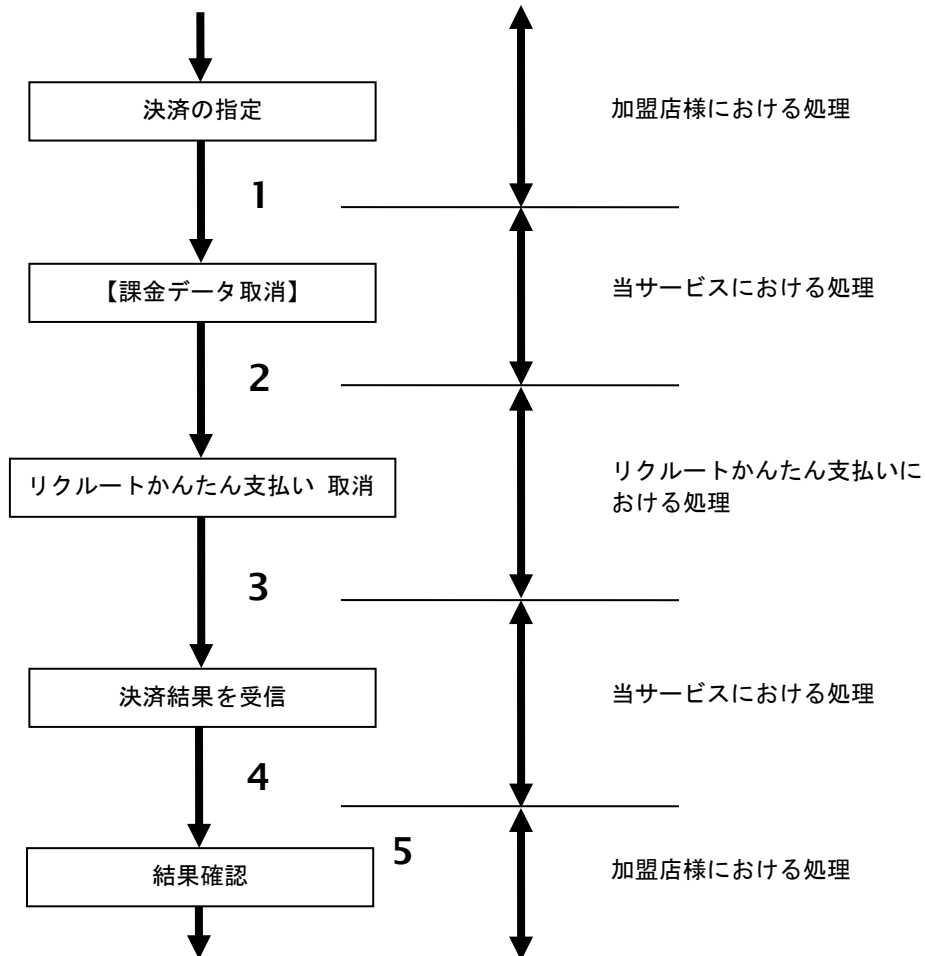 決済の指定
加盟店様における処理
1
【課金データ取消】
当サービスにおける処理
2
リクルートかんたん支払い 取消
リクルートかんたん支払いに
おける処理
3
決済結果を受信
当サービスにおける処理
4
5
結果確認
加盟店様における処理